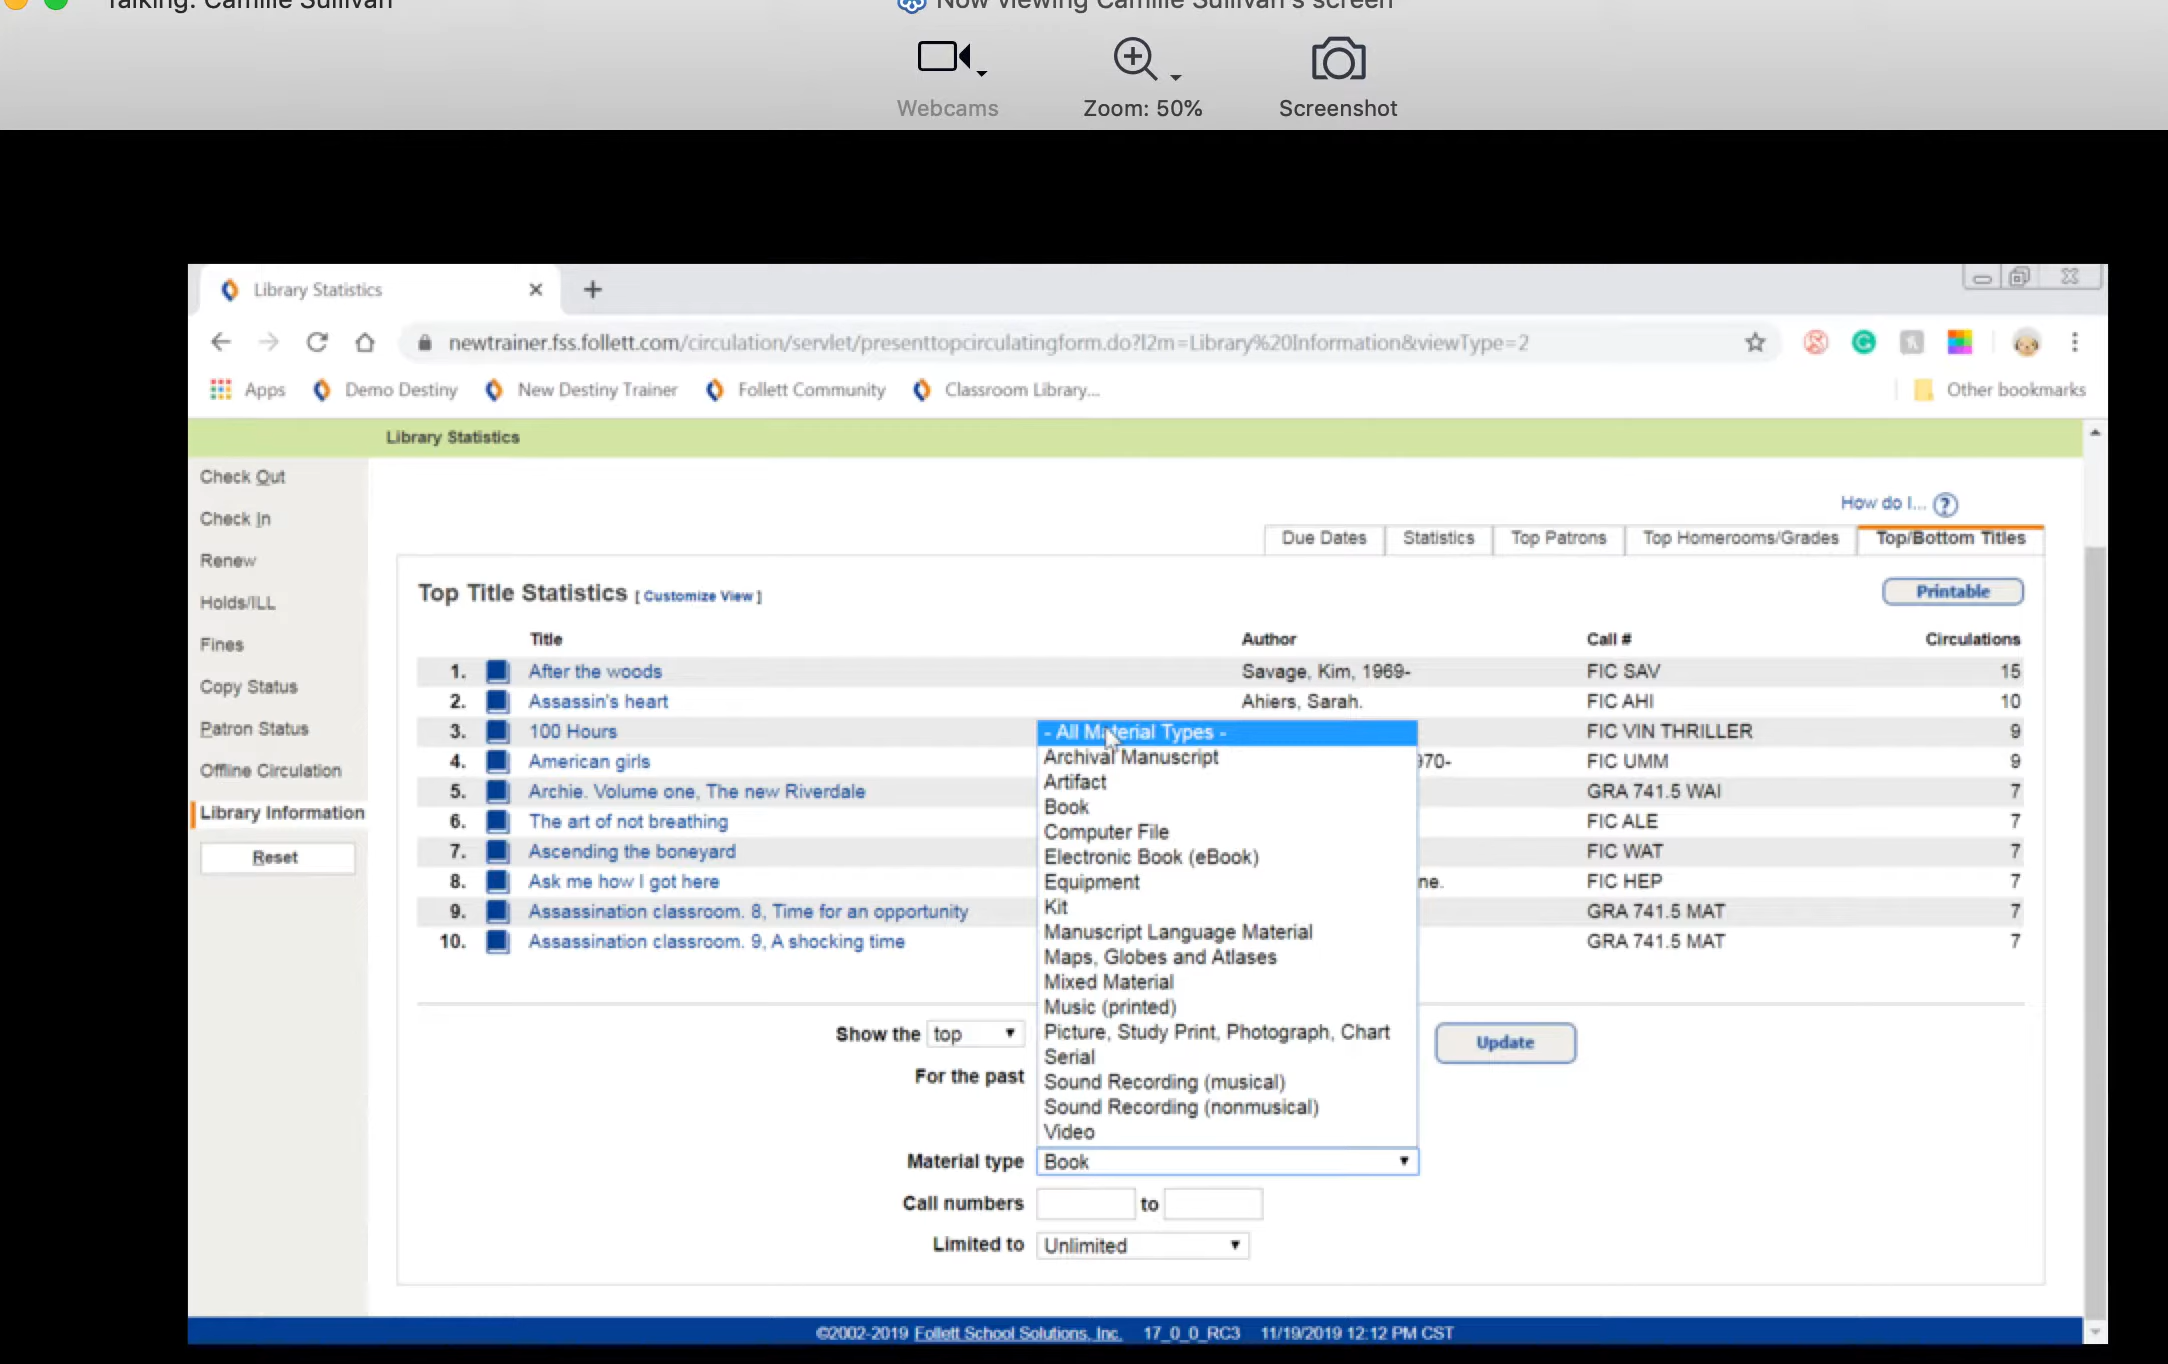 Talking: Camille Sullivan
Now viewing Camille Sullivan's screen
Webcams
Zoom: 50%
Screenshot
Library Statistics
newtrainer.fss.follett.com/circulation/servlet/presenttopcirculatingform.do?l2m=Library%20Information&viewType=2
Apps
Demo Destiny
New Destiny Trainer
Follett Community
Classroom Library...
Other bookmarks
Library Statistics
Check Out
Check In
Renew
Holds/ILL
Fines
Copy Status
Patron Status
Offline Circulation
Library Information
Reset
How do I... ?
Due Dates
Statistics
Top Patrons
Top Homerooms/Grades
Top/Bottom Titles
Top Title Statistics [ Customize View ]
Printable
Title Author Call # Circulations
1. After the woods Savage, Kim, 1969- FIC SAV 15
2. Assassin's heart Ahiers, Sarah. FIC AHI 10
3. 100 Hours FIC VIN THRILLER 9
4. American girls 970- FIC UMM 9
5. Archie. Volume one, The new Riverdale GRA 741.5 WAI 7
6. The art of not breathing FIC ALE 7
7. Ascending the boneyard FIC WAT 7
8. Ask me how I got here ne. FIC HEP 7
9. Assassination classroom. 8, Time for an opportunity GRA 741.5 MAT 7
10. Assassination classroom. 9, A shocking time GRA 741.5 MAT 7
- All Material Types -
Archival Manuscript
Artifact
Book
Computer File
Electronic Book (eBook)
Equipment
Kit
Manuscript Language Material
Maps, Globes and Atlases
Mixed Material
Music (printed)
Picture, Study Print, Photograph, Chart
Serial
Sound Recording (musical)
Sound Recording (nonmusical)
Video
Show the top
Update
For the past
Material type Book
Call numbers to
Limited to Unlimited
©2002-2019 Follett School Solutions, Inc. 17_0_0_RC3 11/19/2019 12:12 PM CST